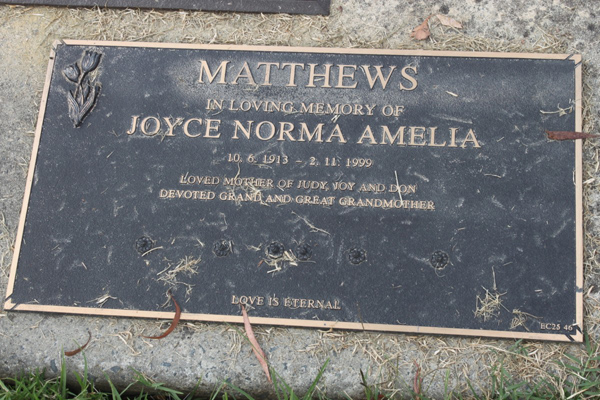 MATTHEWS
IN LOVING MEMORY OF
JOYCE NORMA AMELIA
10. 6. 1913 - 2. 11. 1999
LOVED MOTHER OF JUDY, JOY AND DON
DEVOTED GRAND AND GREAT GRANDMOTHER
LOVE IS ETERNAL
EC25 46